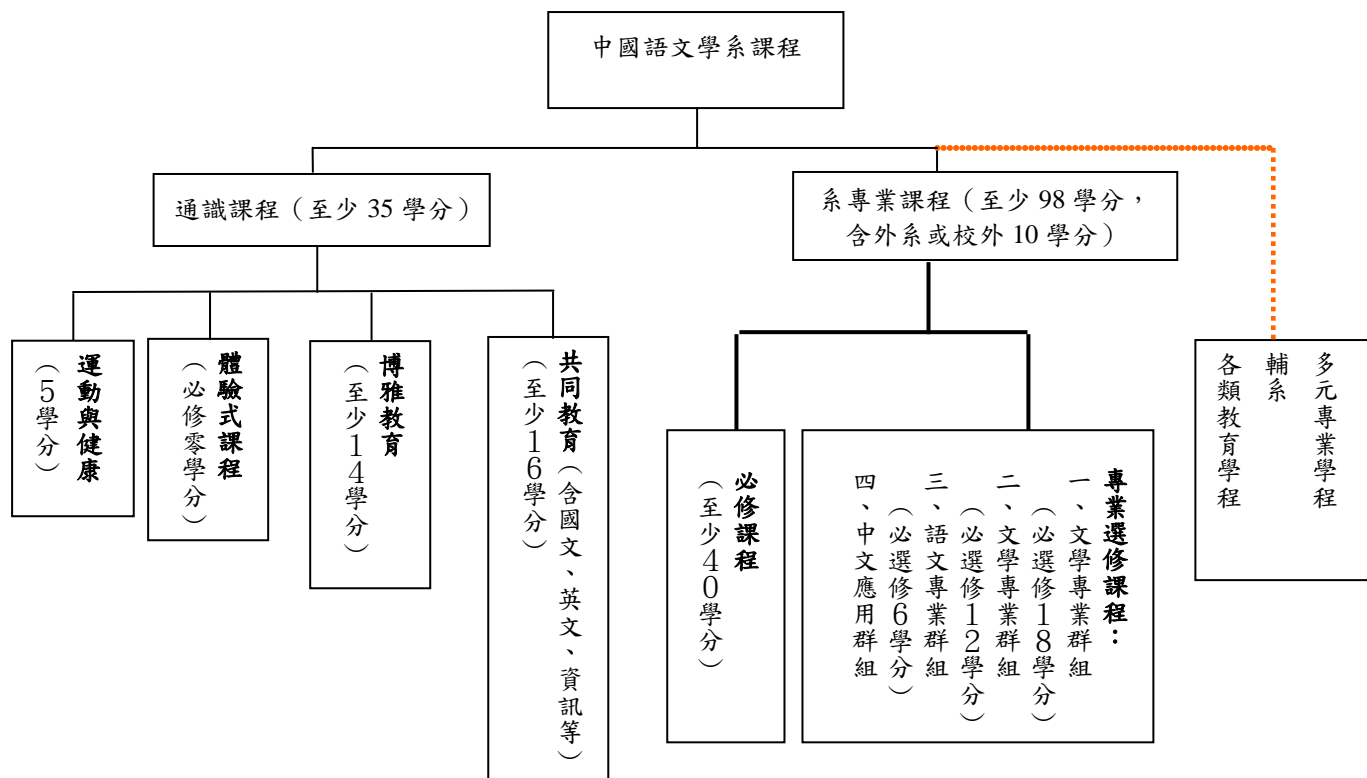 中國語文學系課程
通識課程（至少 35 學分）
系專業課程（至少 98 學分，
含外系或校外 10 學分）
運動與健康
（5學分）
體驗式課程
（必修零學分）
博雅教育
（至少14學分）
共同教育（含國文、英文、資訊等）
（至少16學分）
必修課程
（至少40學分）
專業選修課程：
一、文學專業群組
（必選修18學分）
二、文學專業群組
（必選修12學分）
三、語文專業群組
（必選修6學分）
四、中文應用群組
多元專業學程
輔系
各類教育學程